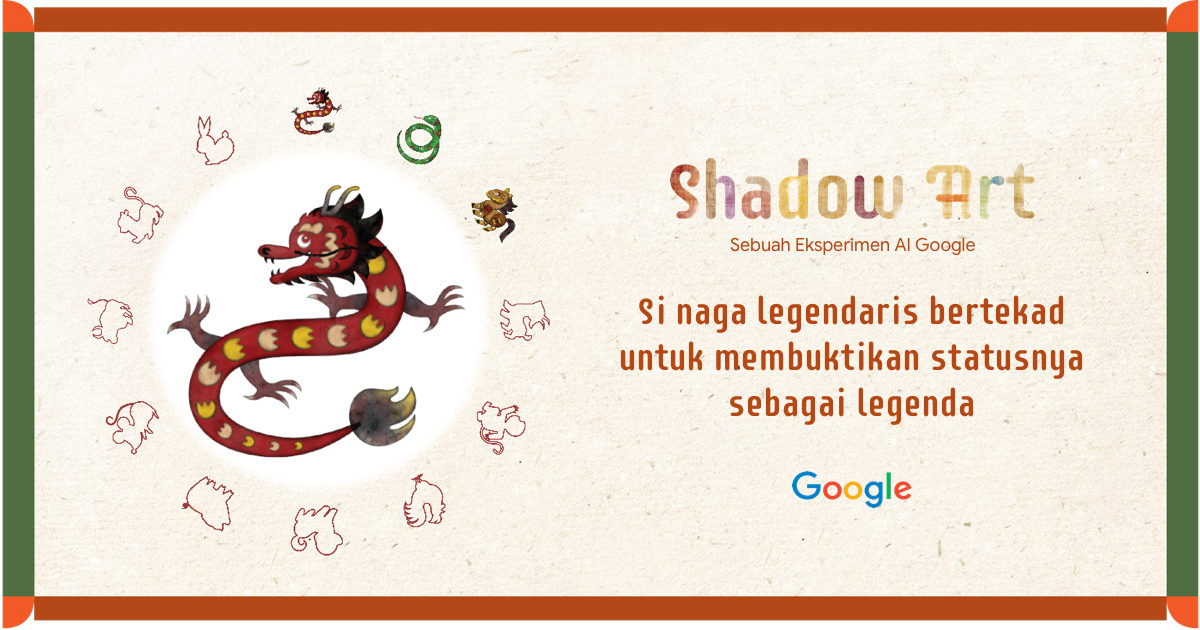 Shadow Art
Sebuah Eksperimen AI Google
Si naga legendaris bertekad
untuk membuktikan statusnya
sebagai legenda
Google